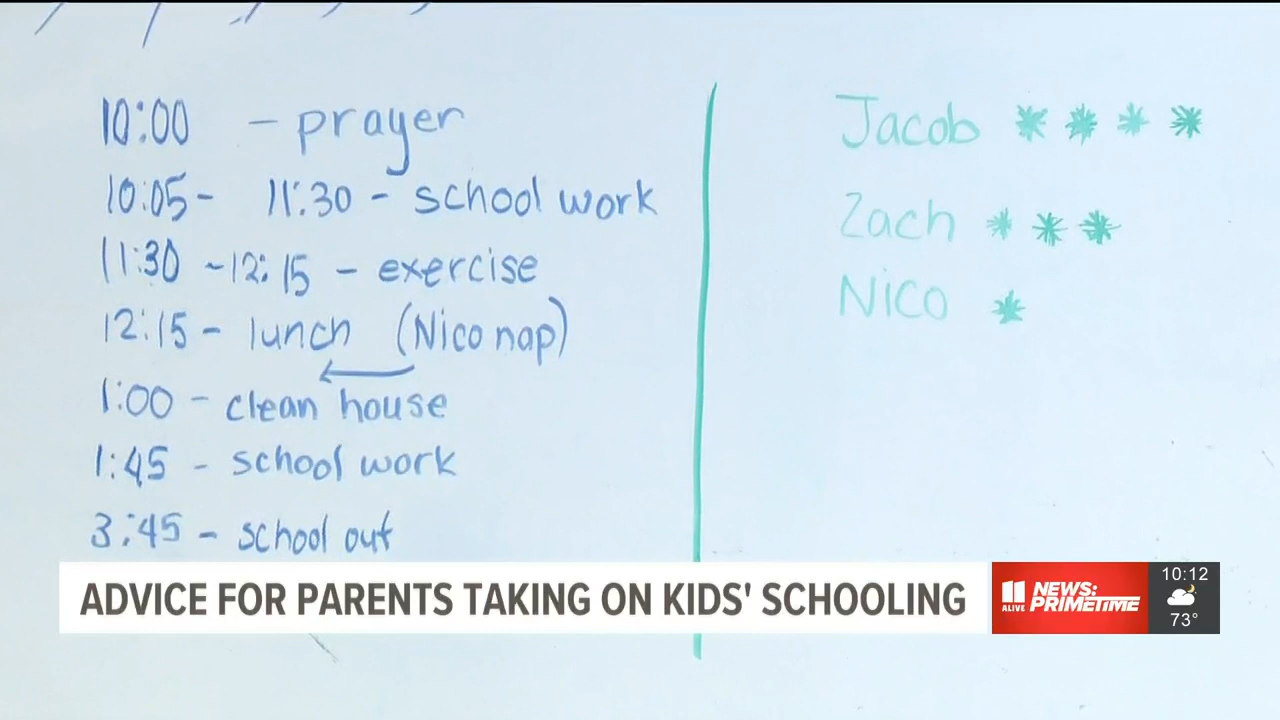 10:00 - prayer
10:05- 11:30 - school work
11:30 -12:15 - exercise
12:15 - lunch (Nico nap)
1:00 - clean house
1:45 - school work
3:45 - school out
Jacob * * * *
Zach * * *
Nico *
ADVICE FOR PARENTS TAKING ON KIDS' SCHOOLING
11 ALIVE NEWS: PRIMETIME
10:12
73°